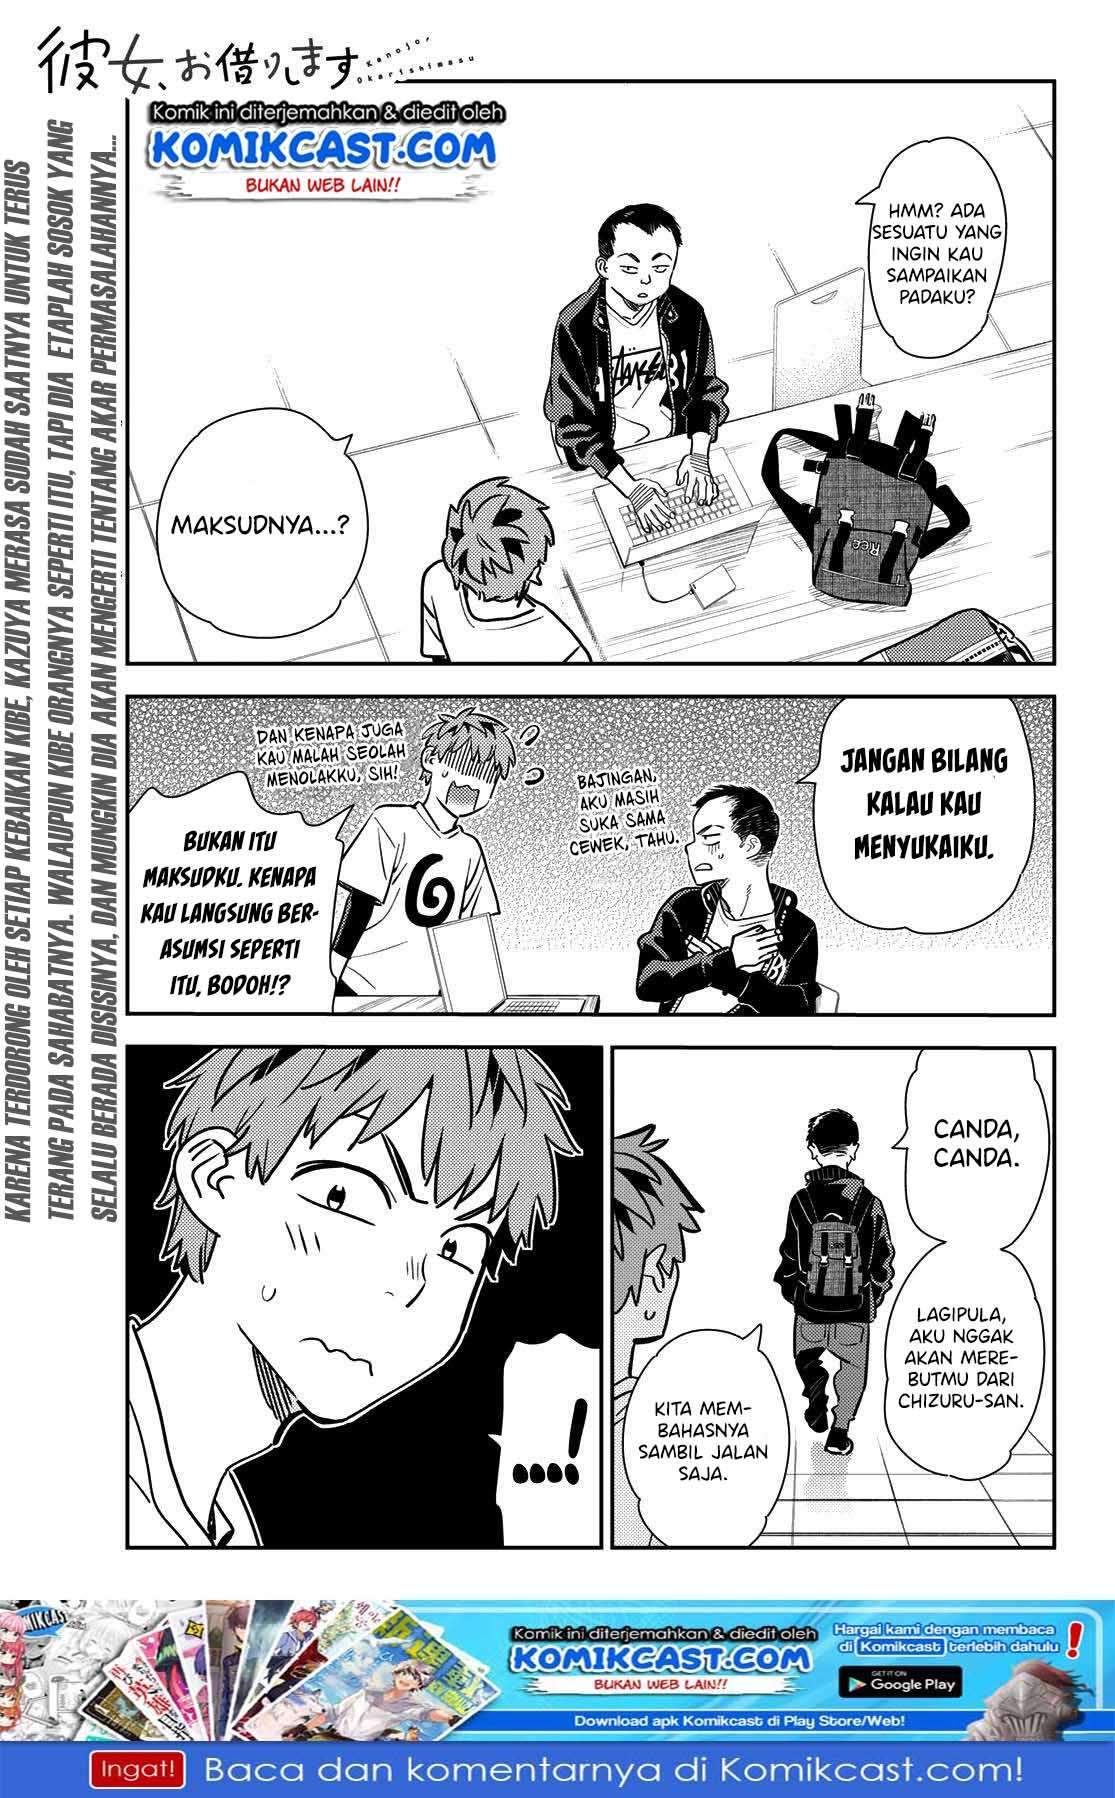 彼女、お借りします
Kanojo,
Okarishimasu
Komik ini diterjemahkan & diedit oleh
KOMIKCAST.COM
BUKAN WEB LAIN!!
KARENA TERDORONG OLEH SETIAP KEBAIKAN KIBE, KAZUYA MERASA SUDAH SAATNYA UNTUK TERUS
TERANG PADA SAHABATNYA. WALAUPUN KIBE ORANGNYA SEPERTI ITU, TAPI DIA ETAPLAH SOSOK YANG
SELALU BERADA DISISINYA, DAN MUNGKIN DIA AKAN MENGERTI TENTANG AKAR PERMASALAHANNYA...
HMM? ADA
SESUATU YANG
INGIN KAU
SAMPAIKAN
PADAKU?
MAKSUDNYA...?
JANGAN BILANG
KALAU KAU
MENYUKAIKU.
BAJINGAN,
AKU MASIH
SUKA SAMA
CEWEK, TAHU.
DAN KENAPA JUGA
KAU MALAH SEOLAH
MENOLAKKU, SIH!
BUKAN ITU
MAKSUDKU. KENAPA
KAU LANGSUNG BER-
ASUMSI SEPERTI
ITU, BODOH!?
CANDA,
CANDA.
LAGIPULA,
AKU NGGAK
AKAN MERE-
BUTMU DARI
CHIZURU-SAN.
KITA MEM-
BAHASNYA
SAMBIL JALAN
SAJA.
....!
Komik ini diterjemahkan & diedit oleh
KOMIKCAST.COM
BUKAN WEB LAIN!!
Hargai kami dengan membaca
di Komikcast terlebih dahulu !
GET IT ON
Google Play
Download apk Komikcast di Play Store/Web!
Ingat! Baca dan komentarnya di Komikcast.com!